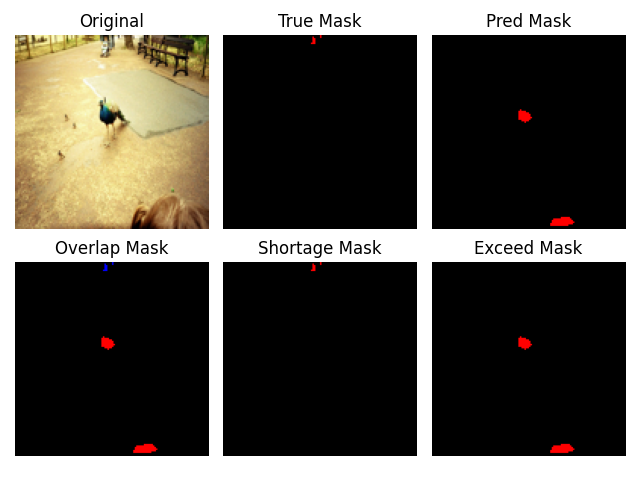 Original
True Mask
Pred Mask
Overlap Mask
Shortage Mask
Exceed Mask